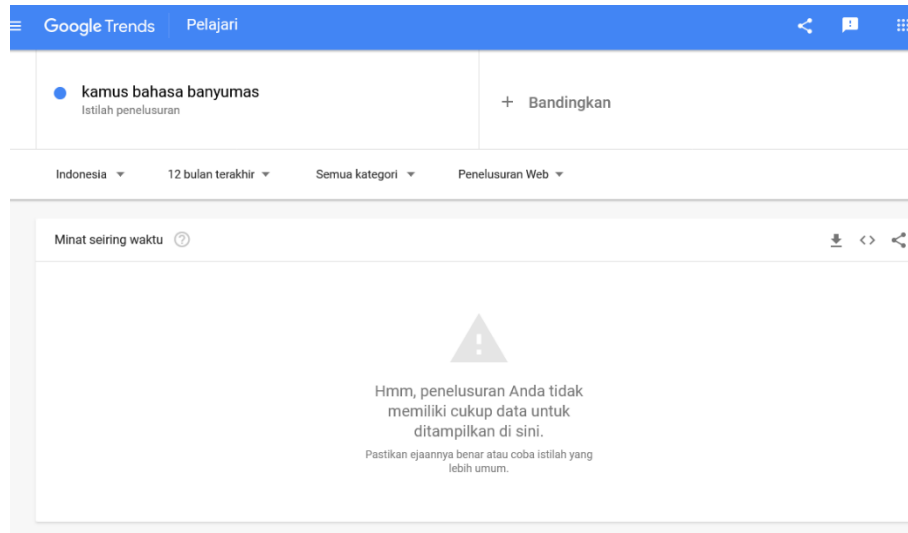 Google Trends Pelajari
kamus bahasa banyumas
Istilah penelusuran
+ Bandingkan
Indonesia 12 bulan terakhir Semua kategori Penelusuran Web
Minat seiring waktu
Hmm, penelusuran Anda tidak
memiliki cukup data untuk
ditampilkan di sini.
Pastikan ejaannya benar atau coba istilah yang
lebih umum.